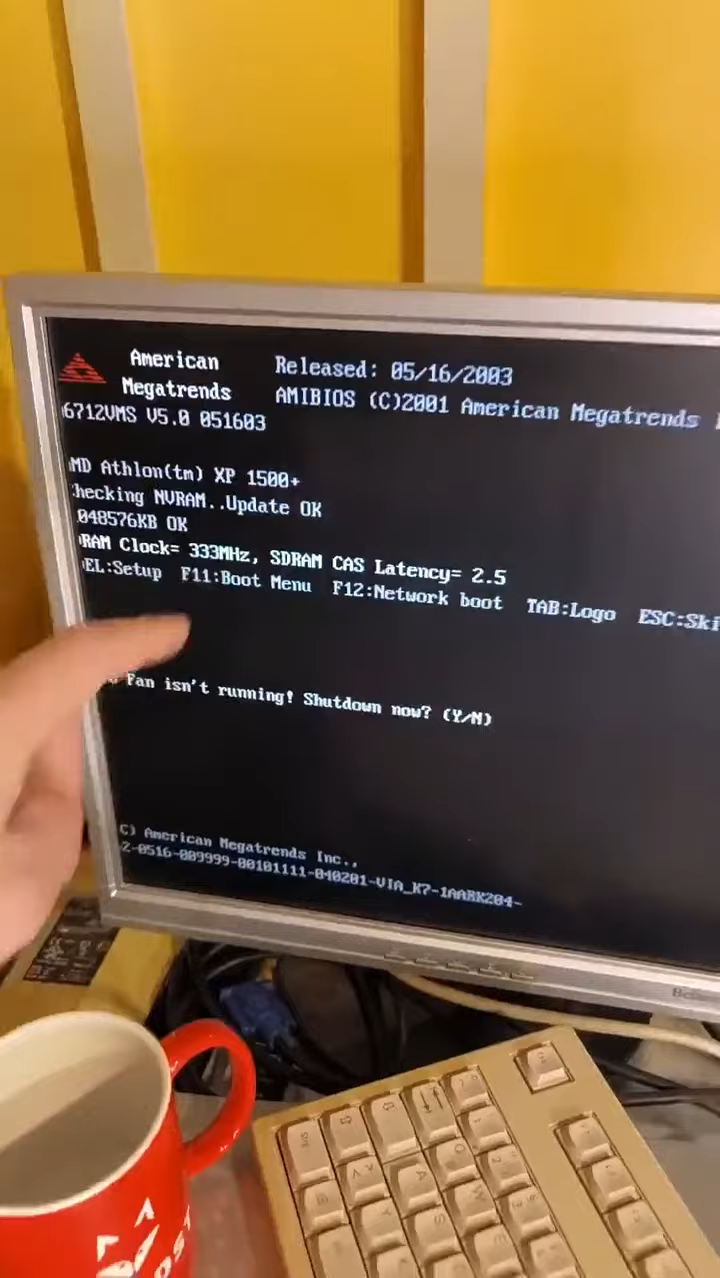 American
Megatrends
Released: 05/16/2003
AMIBIOS (C)2001 American Megatrends
6712VMS V5.0 051603
MD Athlon(tm) XP 1500+
hecking NVRAM..Update OK
048576KB OK
RAM Clock= 333MHz, SDRAM CAS Latency= 2.5
EL:Setup F11:Boot Menu F12:Network boot TAB:Logo ESC:Ski
Fan isn't running! Shutdown now? (Y/N)
C) American Megatrends Inc.,
2-0516-009999-00101111-040201-VIA_K7-1AARK204-